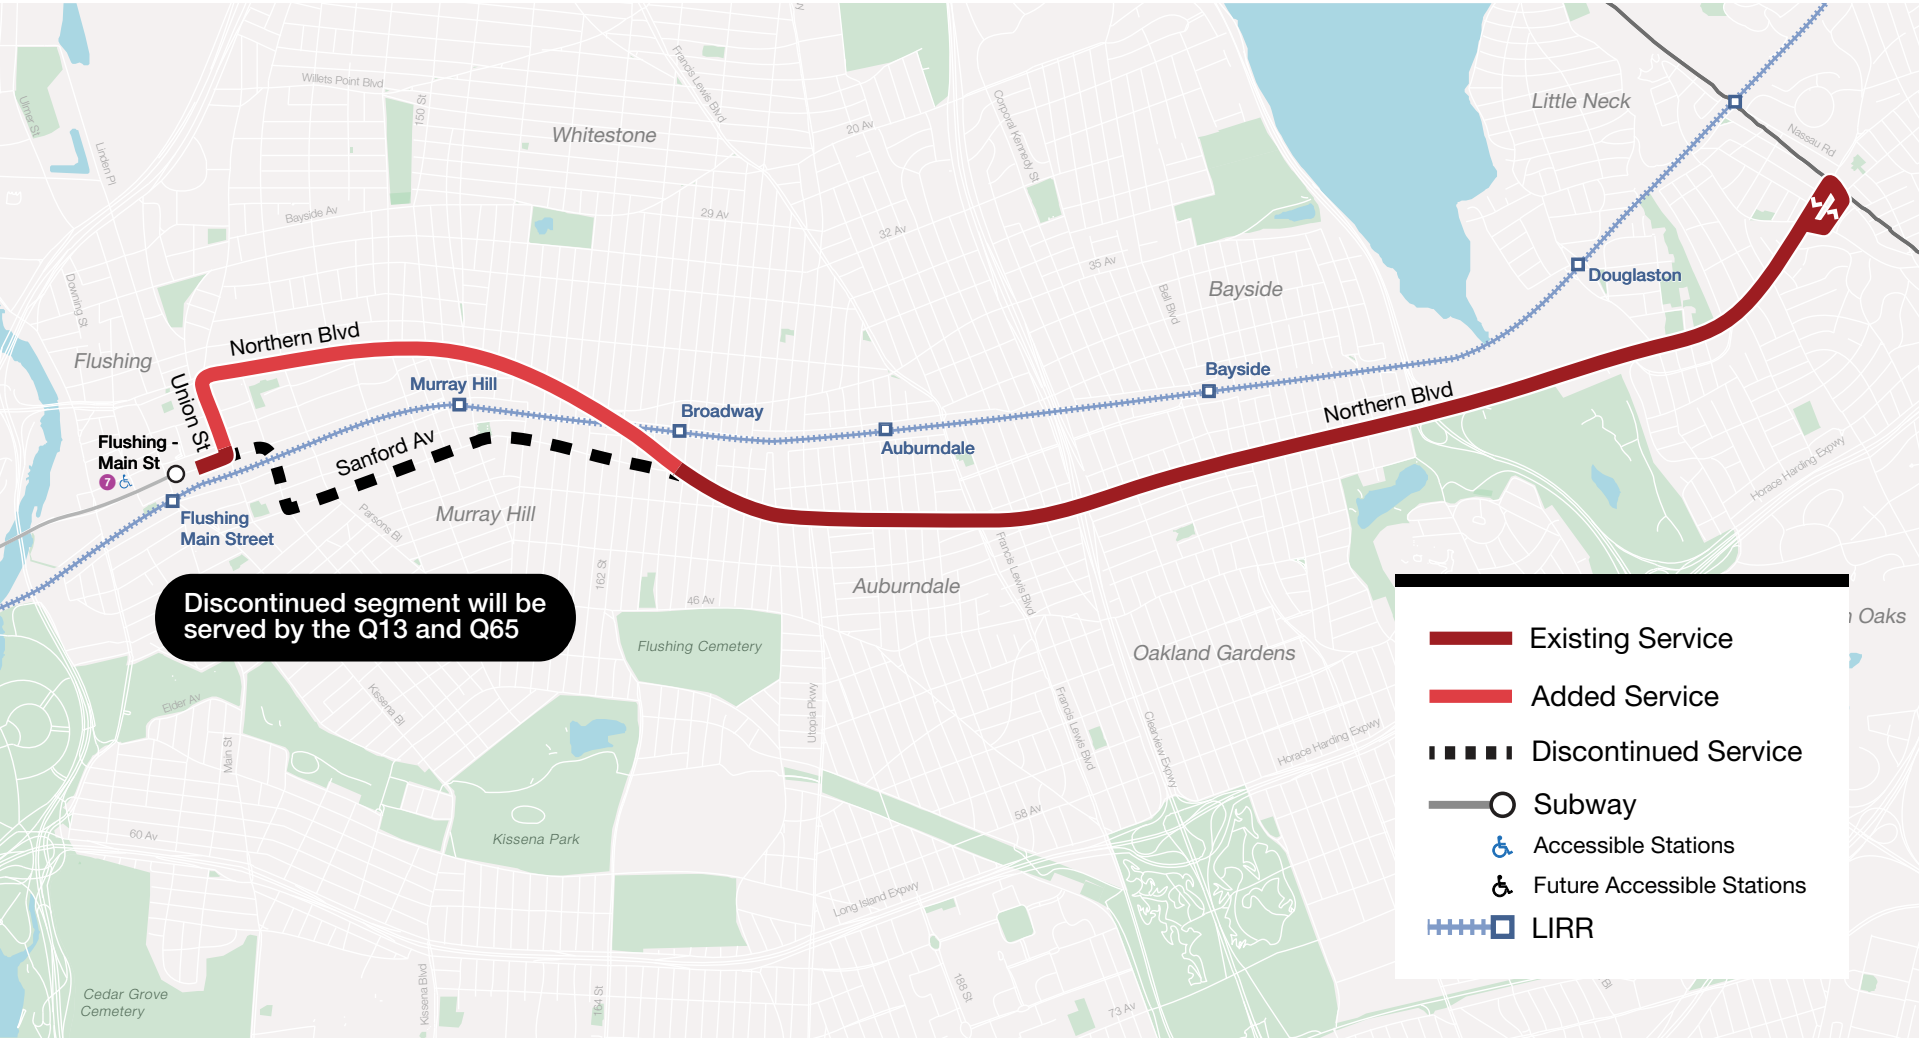 Willets Point Blvd
Ulmer St
Linden Pl
150 St
Francis Lewis Blvd
Whitestone
20 Av
Corporal Kennedy St
Little Neck
Nassau Rd
Bayside Av
29 Av
32 Av
35 Av
Bell Blvd
Bayside
Douglaston
Downing St
Flushing
Northern Blvd
Union St
Murray Hill
Broadway
Auburndale
Bayside
Northern Blvd
Flushing -
Main St
7
Sanford Av
Flushing
Main Street
Parsons Bl
Murray Hill
Horace Harding Expwy
Francis Lewis Blvd
162 St
46 Av
Auburndale
Discontinued segment will be
served by the Q13 and Q65
Flushing Cemetery
Oakland Gardens
Oaks
Elder Av
Kissena Bl
Main St
Utopia Pkwy
Francis Lewis Blvd
Clearview Expwy
Horace Harding Expwy
60 Av
Kissena Park
58 Av
Long Island Expwy
Cedar Grove
Cemetery
Kissena Blvd
164 St
188 St
73 Av
Bl
Existing Service
Added Service
Discontinued Service
Subway
Accessible Stations
Future Accessible Stations
LIRR